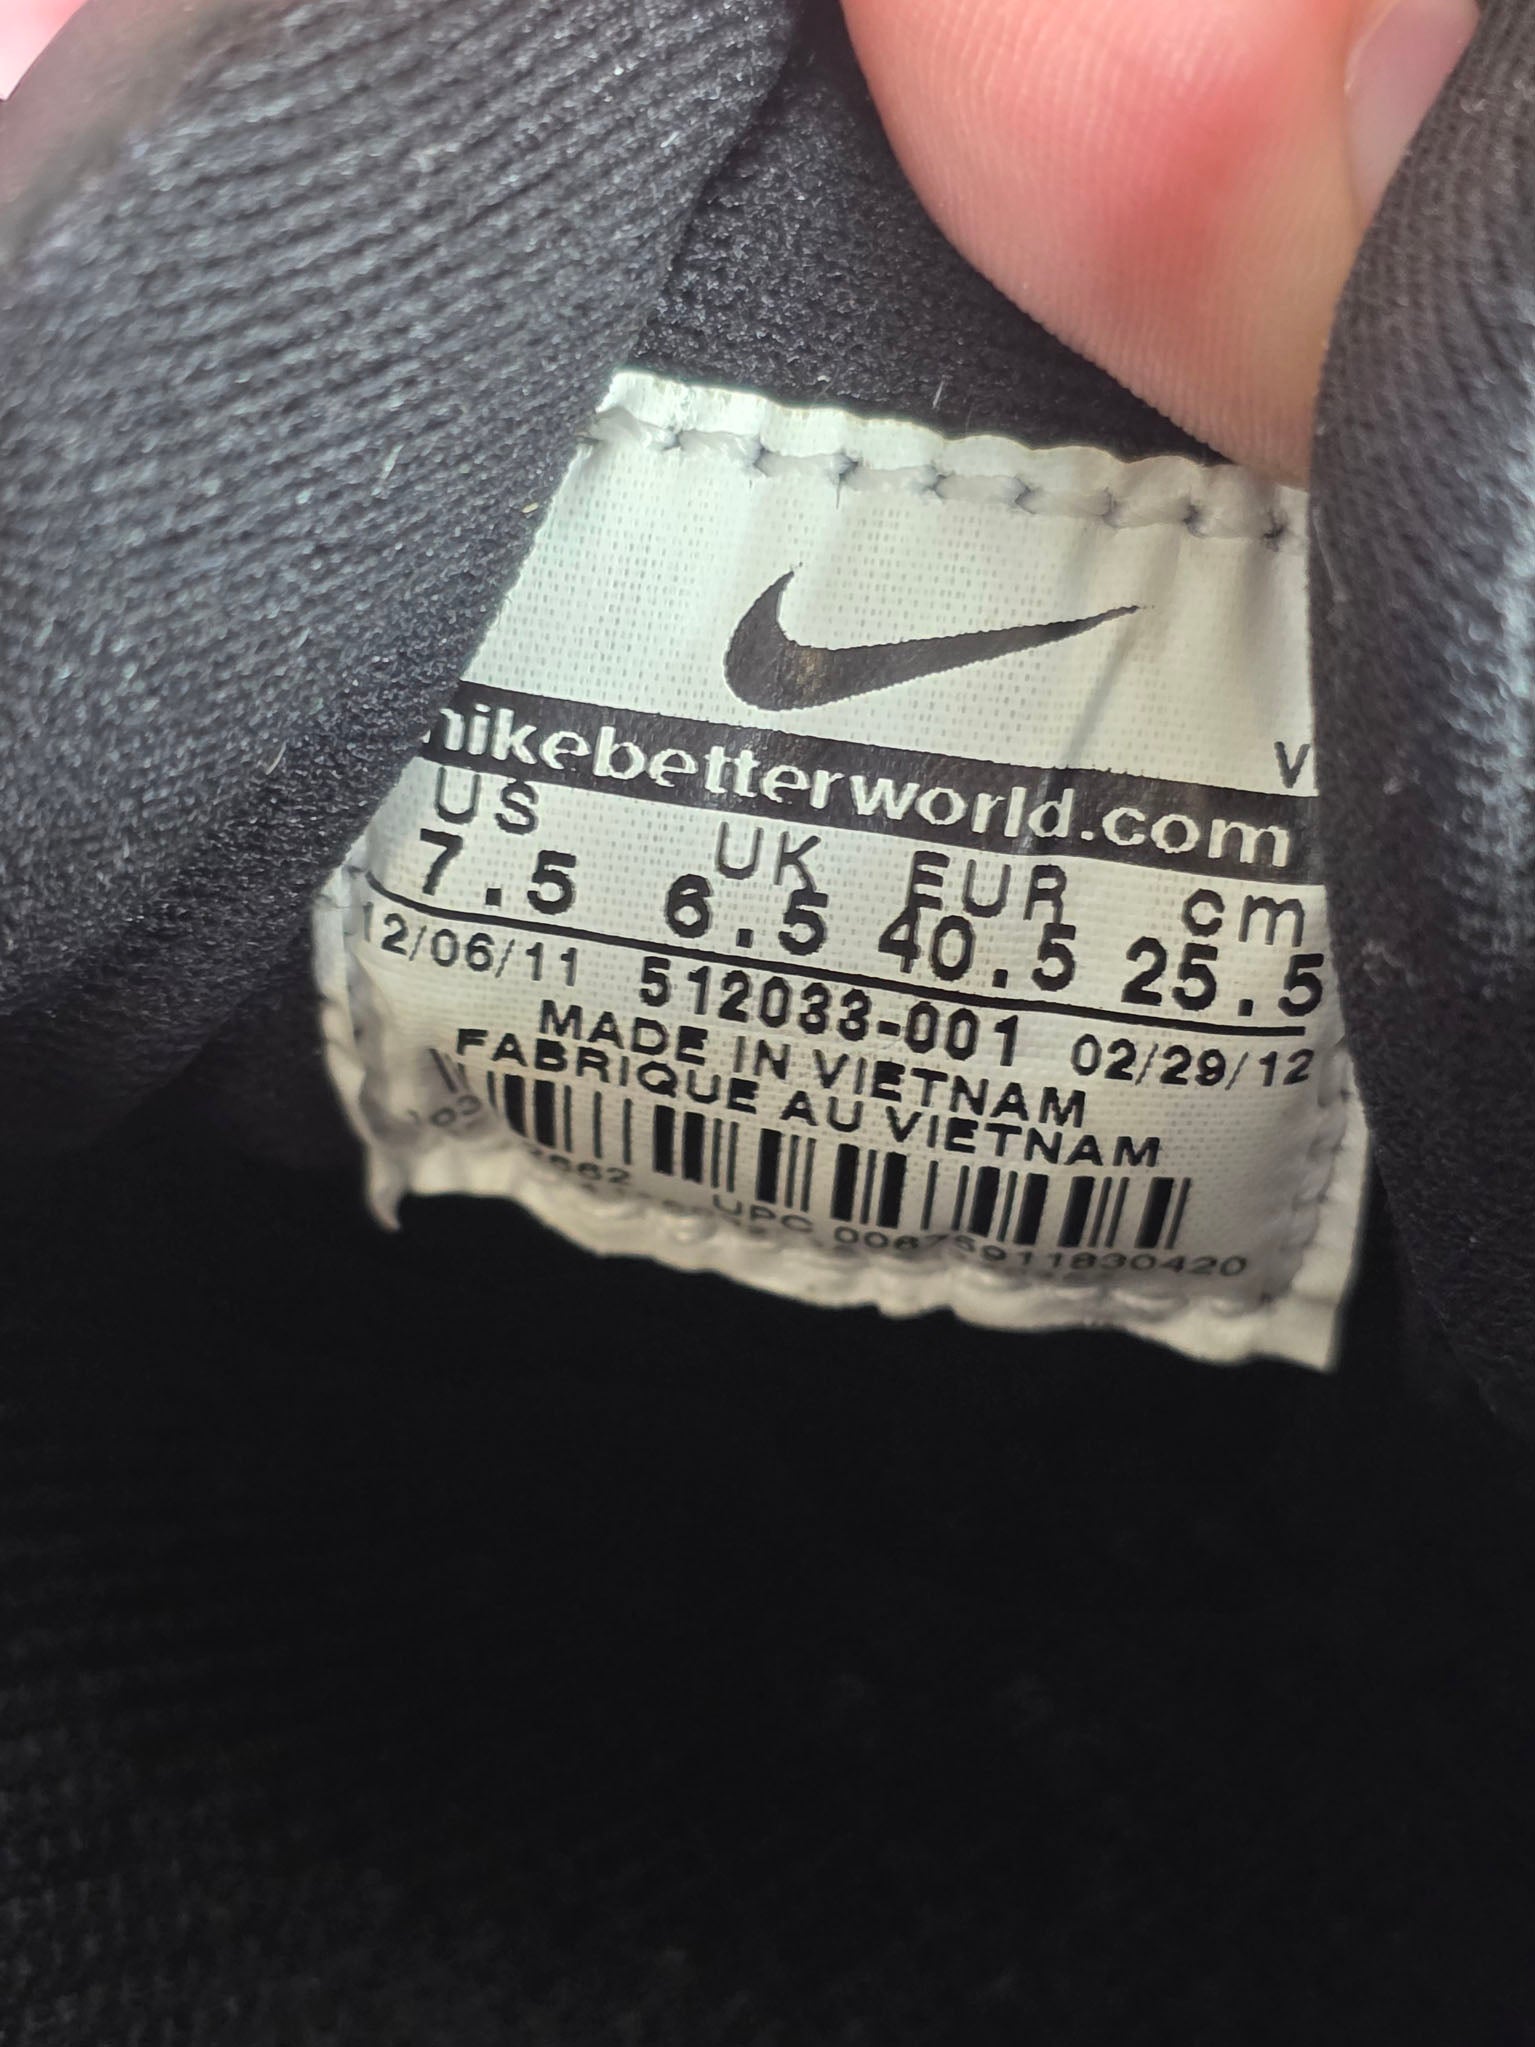 V
nikebetterworld.com
US UK EUR cm
7.5 6.5 40.5 25.5
12/06/11 512033-001 02/29/12
MADE IN VIETNAM
FABRIQUE AU VIETNAM
UPC 00675911830420